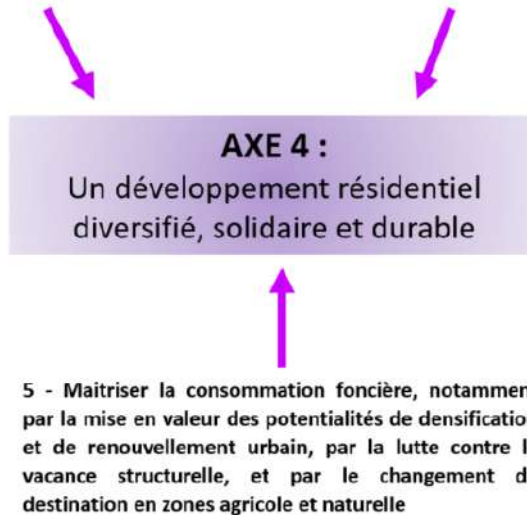 AXE 4 :
Un développement résidentiel
diversifié, solidaire et durable
5 - Maitriser la consommation foncière, notammen
par la mise en valeur des potentialités de densificatio
et de renouvellement urbain, par la lutte contre l
vacance structurelle, et par le changement d
destination en zones agricole et naturelle